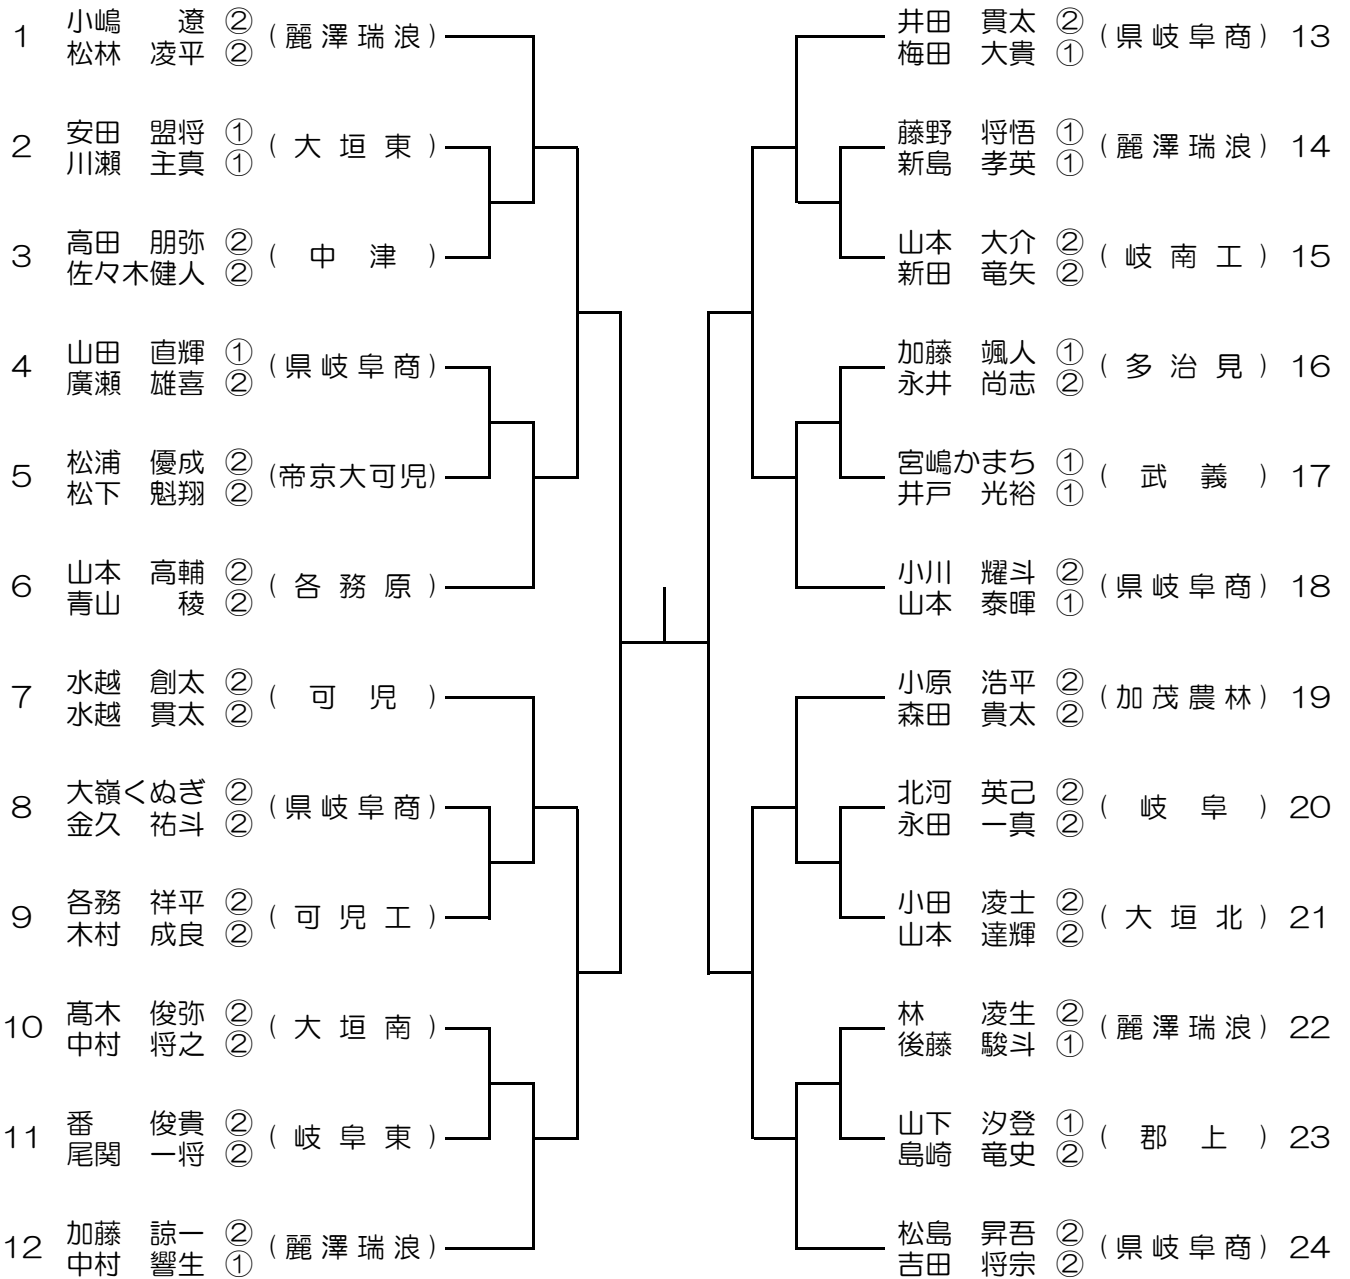 1 小嶋 遼 ② (麗澤瑞浪)
松林 凌平 ②
2 安田 盟将 ① (大垣東)
川瀬 主真 ①
3 高田 朋弥 ② (中津)
佐々木健人 ②
4 山田 直輝 ① (県岐阜商)
廣瀬 雄喜 ②
5 松浦 優成 ② (帝京大可児)
松下 魁翔 ②
6 山本 高輔 ② (各務原)
青山 稜 ②
7 水越 創太 ② (可児)
水越 貫太 ②
8 大嶺くぬぎ ② (県岐阜商)
金久 祐斗 ②
9 各務 祥平 ② (可児工)
木村 成良 ②
10 髙木 俊弥 ② (大垣南)
中村 将之 ②
11 番 俊貴 ② (岐阜東)
尾関 一将 ②
12 加藤 諒一 ② (麗澤瑞浪)
中村 響生 ①
井田 貫太 ② (県岐阜商) 13
梅田 大貴 ①
藤野 将悟 ① (麗澤瑞浪) 14
新島 孝英 ①
山本 大介 ② (岐南工) 15
新田 竜矢 ②
加藤 颯人 ① (多治見) 16
永井 尚志 ②
宮嶋かまち ① (武義) 17
井戸 光裕 ①
小川 耀斗 ② (県岐阜商) 18
山本 泰暉 ①
小原 浩平 ② (加茂農林) 19
森田 貴太 ②
北河 英己 ② (岐阜) 20
永田 一真 ②
小田 凌士 ② (大垣北) 21
山本 達輝 ②
林 凌生 ② (麗澤瑞浪) 22
後藤 駿斗 ①
山下 汐登 ① (郡上) 23
島崎 竜史 ②
松島 昇吾 ② (県岐阜商) 24
吉田 将宗 ②